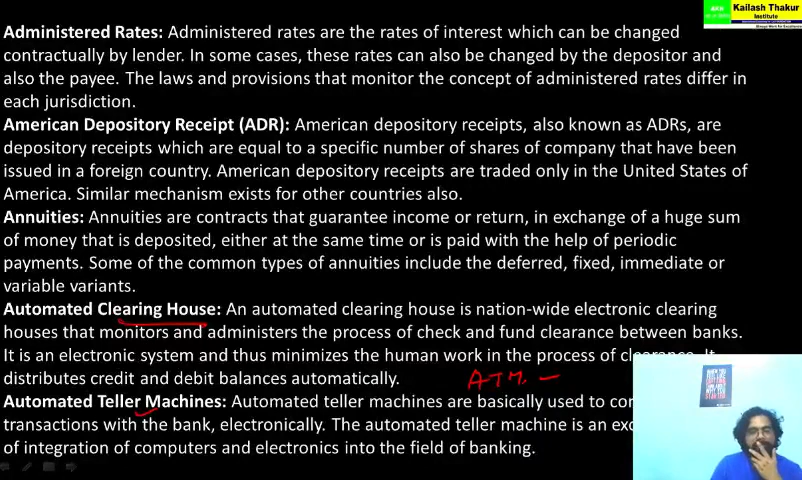 Kailash Thakur
Institute
Administered Rates: Administered rates are the rates of interest which can be changed
contractually by lender. In some cases, these rates can also be changed by the depositor and
also the payee. The laws and provisions that monitor the concept of administered rates differ in
each jurisdiction.
American Depository Receipt (ADR): American depository receipts, also known as ADRs, are
depository receipts which are equal to a specific number of shares of company that have been
issued in a foreign country. American depository receipts are traded only in the United States of
America. Similar mechanism exists for other countries also.
Annuities: Annuities are contracts that guarantee income or return, in exchange of a huge sum
of money that is deposited, either at the same time or is paid with the help of periodic
payments. Some of the common types of annuities include the deferred, fixed, immediate or
variable variants.
Automated Clearing House: An automated clearing house is nation-wide electronic clearing
houses that monitors and administers the process of check and fund clearance between banks.
It is an electronic system and thus minimizes the human work in the process of clearance. It
distributes credit and debit balances automatically.
ATM. –
Automated Teller Machines: Automated teller machines are basically used to
transactions with the bank, electronically. The automated teller machine is an
of integration of computers and electronics into the field of banking.